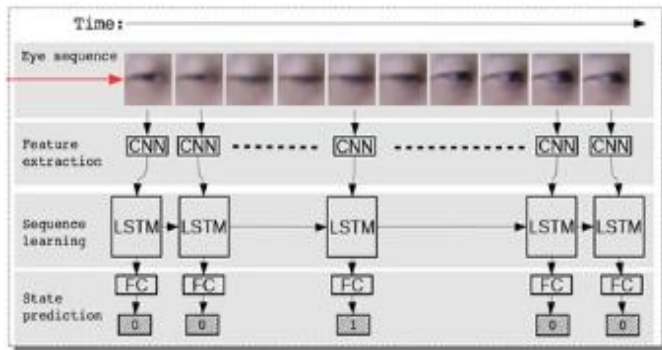 Time:
Eye sequence
Feature
extraction
CNN CNN CNN CNN CNN
Sequence
learning
LSTM LSTM LSTM LSTM LSTM
State
prediction
FC FC FC FC FC
0 0 1 0 0